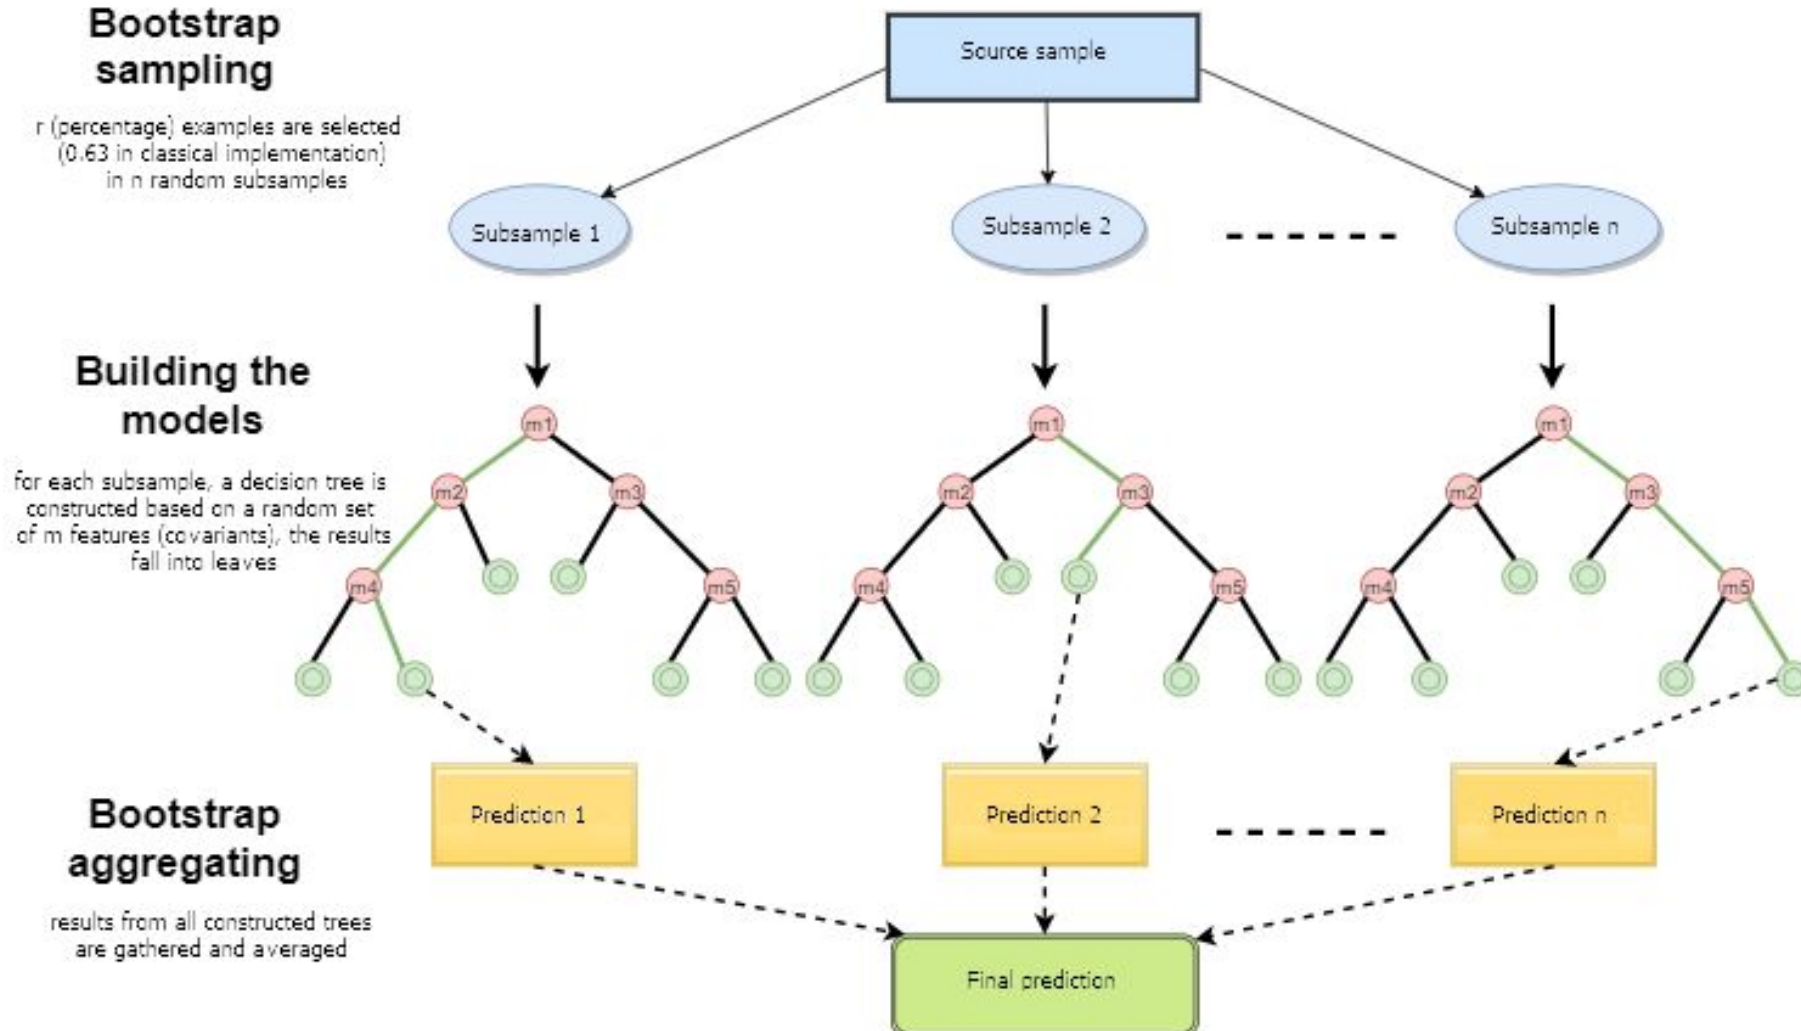 Bootstrap
sampling
r (percentage) examples are selected
(0.63 in classical implementation)
in n random subsamples
Source sample
Subsample 1
Subsample 2
Subsample n
Building the
models
for each subsample, a decision tree is
constructed based on a random set
of m features (covariants), the results
fall into leaves
m1
m2
m3
m4
m5
m1
m2
m3
m4
m5
m1
m2
m3
m4
m5
Bootstrap
aggregating
results from all constructed trees
are gathered and averaged
Prediction 1
Prediction 2
Prediction n
Final prediction